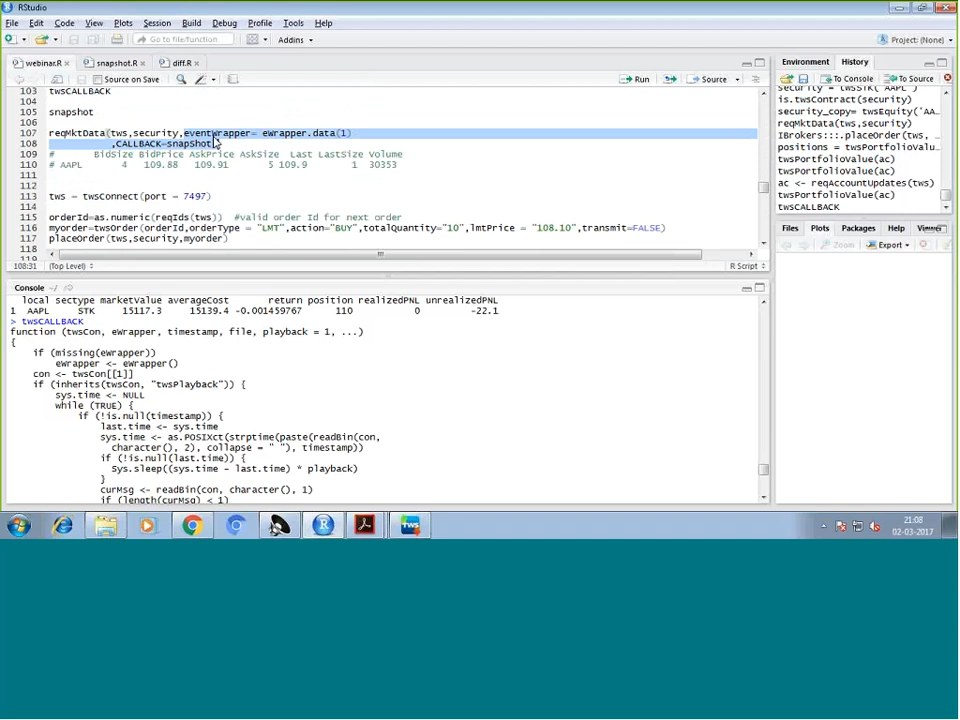 RStudio
File Edit Code View Plots Session Build Debug Profile Tools Help
Go to file/function Addins Project: (None)
webinar.R snapshot.R diff.R
Source on Save Run Source
103 twsCALLBACK
104
105 snapshot
106
107 reqMktData(tws,security,eventWrapper= eWrapper.data(1)
108 ,CALLBACK=snapShot)
109 # BidSize BidPrice AskPrice AskSize Last LastSize Volume
110 # AAPL 4 109.88 109.91 5 109.9 1 30353
111
112
113 tws = twsConnect(port = 7497)
114
115 orderId=as.numeric(reqIds(tws)) #valid order Id for next order
116 myorder=twsOrder(orderId,orderType = "LMT",action="BUY",totalQuantity="10",lmtPrice = "108.10",transmit=FALSE)
117 placeOrder(tws,security,myorder)
118
119
108:31 (Top Level) R Script
Console ~/
local sectype marketValue averageCost return position realizedPNL unrealizedPNL
1 AAPL STK 15117.3 15139.4 -0.001459767 110 0 -22.1
> twsCALLBACK
function (twsCon, eWrapper, timestamp, file, playback = 1, ...)
{
if (missing(eWrapper))
eWrapper <- eWrapper()
con <- twsCon[[1]]
if (inherits(twsCon, "twsPlayback")) {
sys.time <- NULL
while (TRUE) {
if (!is.null(timestamp)) {
last.time <- sys.time
sys.time <- as.POSIXct(strptime(paste(readBin(con,
character(), 2), collapse = " "), timestamp))
if (!is.null(last.time)) {
Sys.sleep((sys.time - last.time) * playback)
}
curMsg <- readBin(con, character(), 1)
if (length(curMsg) < 1)
Environment History
To Console To Source
security = twsSTK("AAPL")
is.twsContract(security)
security_copy= twsEquity('AA
IBrokers:::.placeOrder(tws,
positions = twsPortfolioValu
twsPortfolioValue(ac)
twsPortfolioValue(ac)
ac <- reqAccountUpdates(tws)
twsPortfolioValue(ac)
twsCALLBACK
Files Plots Packages Help Viewer
Zoom Export
TWS
21:08
02-03-2017